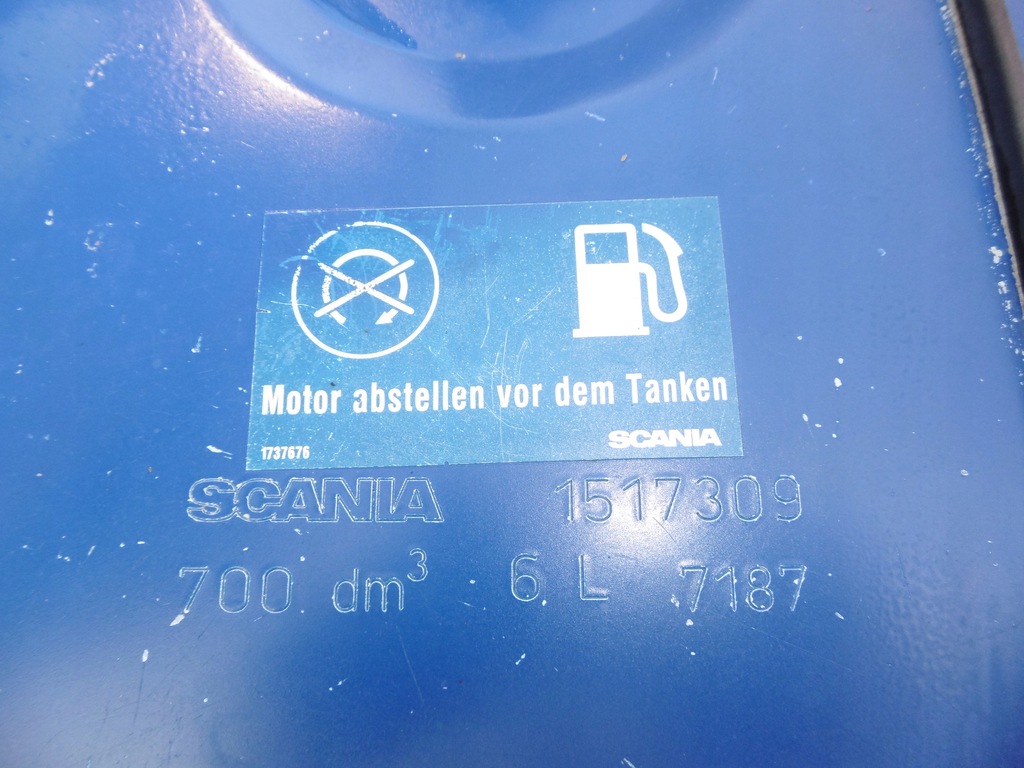 Motor abstellen vor dem Tanken
1737676 SCANIA
SCANIA 1517309
700 dm³ 6 L 7187